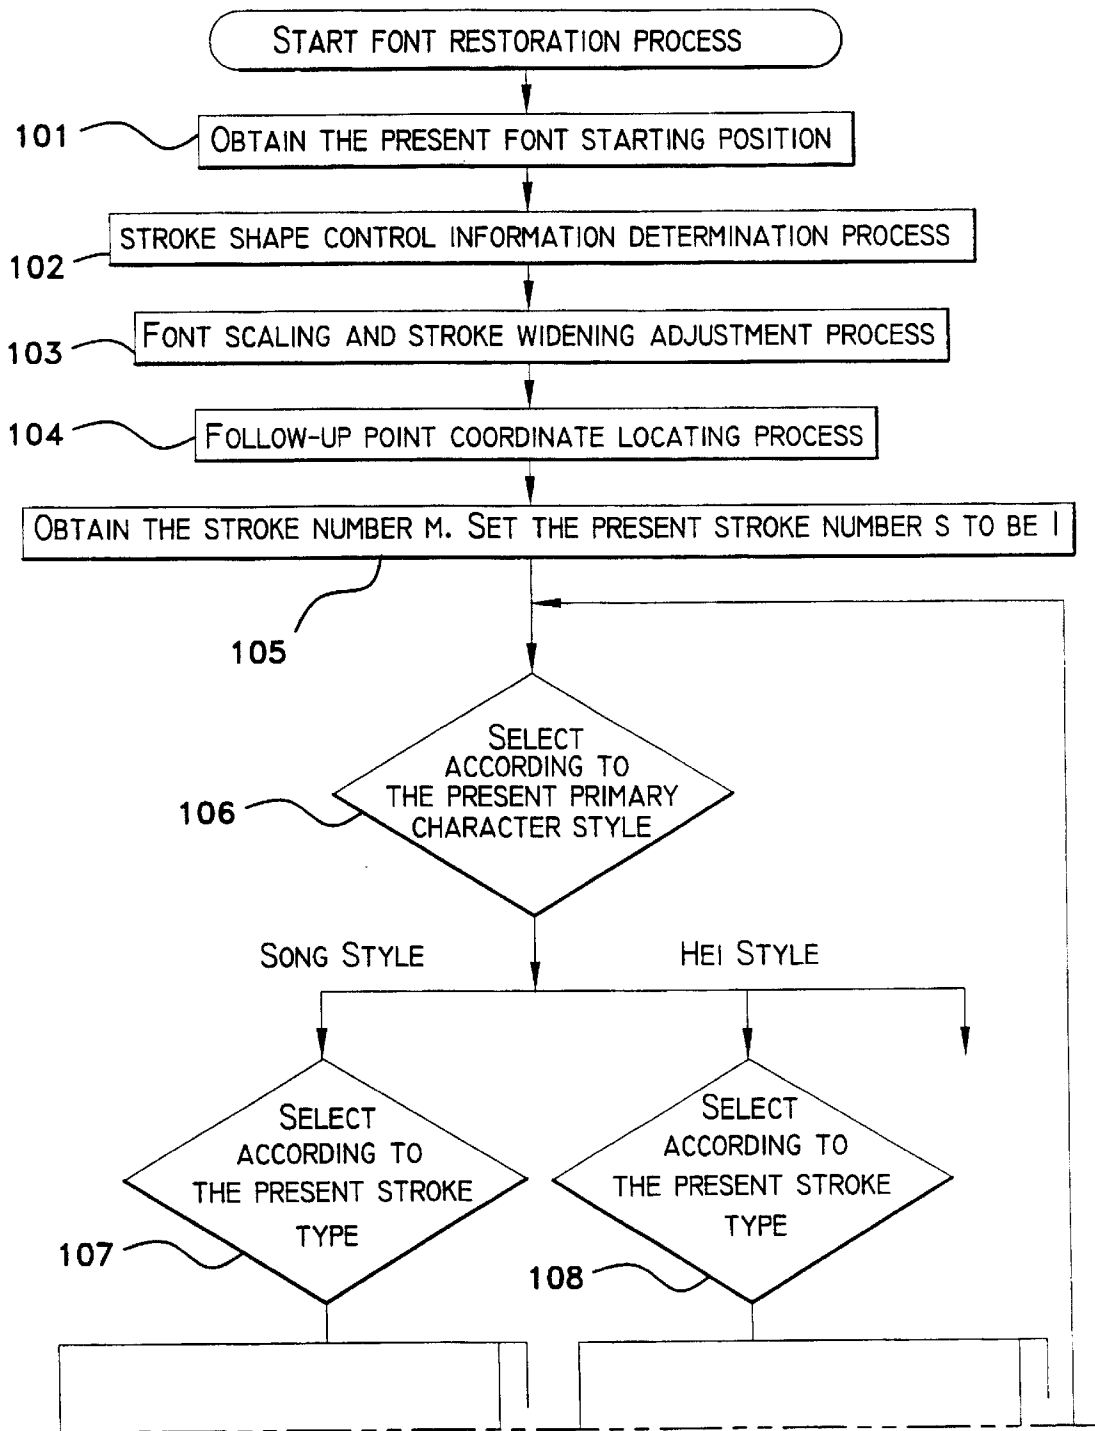 START FONT RESTORATION PROCESS
101
OBTAIN THE PRESENT FONT STARTING POSITION
STROKE SHAPE CONTROL INFORMATION DETERMINATION PROCESS
102
FONT SCALING AND STROKE WIDENING ADJUSTMENT PROCESS
103
104
FOLLOW-UP POINT COORDINATE LOCATING PROCESS
OBTAIN THE STROKE NUMBER M. SET THE PRESENT STROKE NUMBER S TO BE 1
105
SELECT
ACCORDING TO
THE PRESENT PRIMARY
CHARACTER STYLE
106
SONG STYLE
HEI STYLE
SELECT
ACCORDING TO
THE PRESENT STROKE
TYPE
107
SELECT
ACCORDING TO
THE PRESENT STROKE
TYPE
108